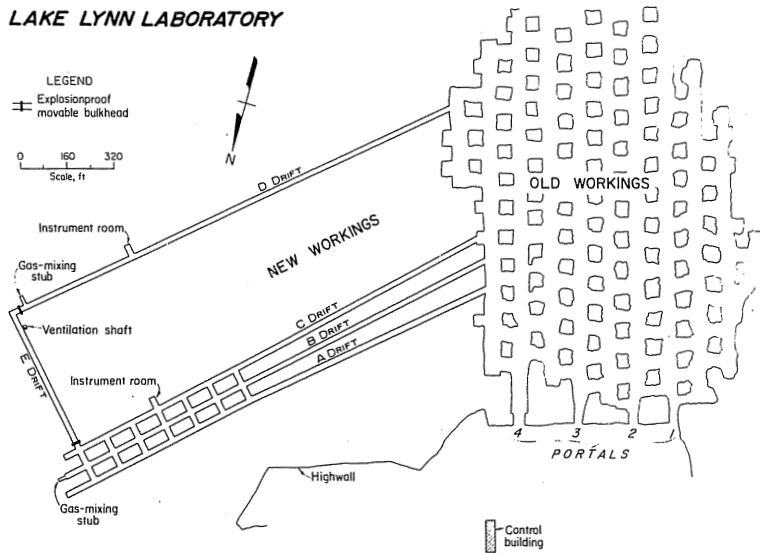 LAKE LYNN LABORATORY
LEGEND
Explosionproof
movable bulkhead
0 160 320
Scale, ft
N
D DRIFT
OLD WORKINGS
Instrument room
NEW WORKINGS
Gas-mixing
stub
C DRIFT
Ventilation shaft
B DRIFT
A DRIFT
E DRIFT
Instrument room
4 3 2 1
PORTALS
Highwall
Gas-mixing
stub
Control
building